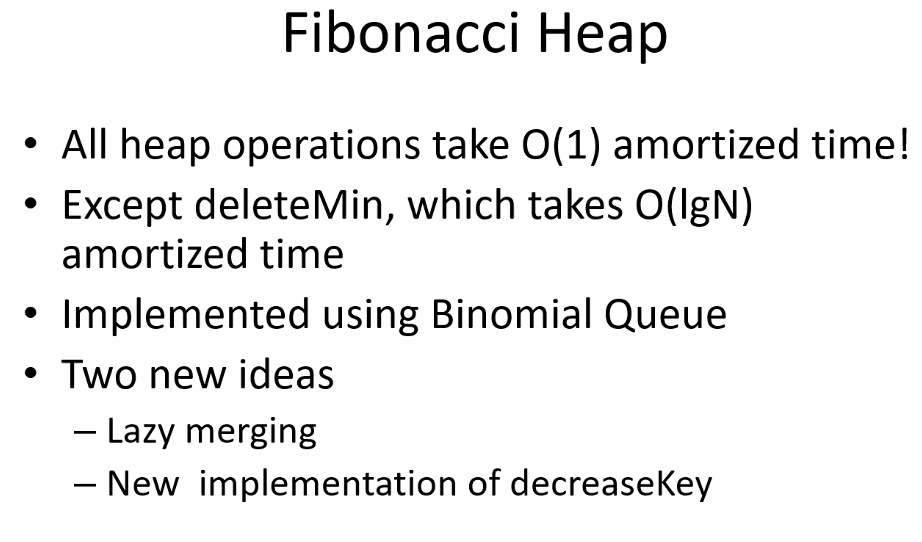 Fibonacci Heap
• All heap operations take O(1) amortized time!
• Except deleteMin, which takes O(lgN)
amortized time
• Implemented using Binomial Queue
• Two new ideas
– Lazy merging
– New  implementation of decreaseKey